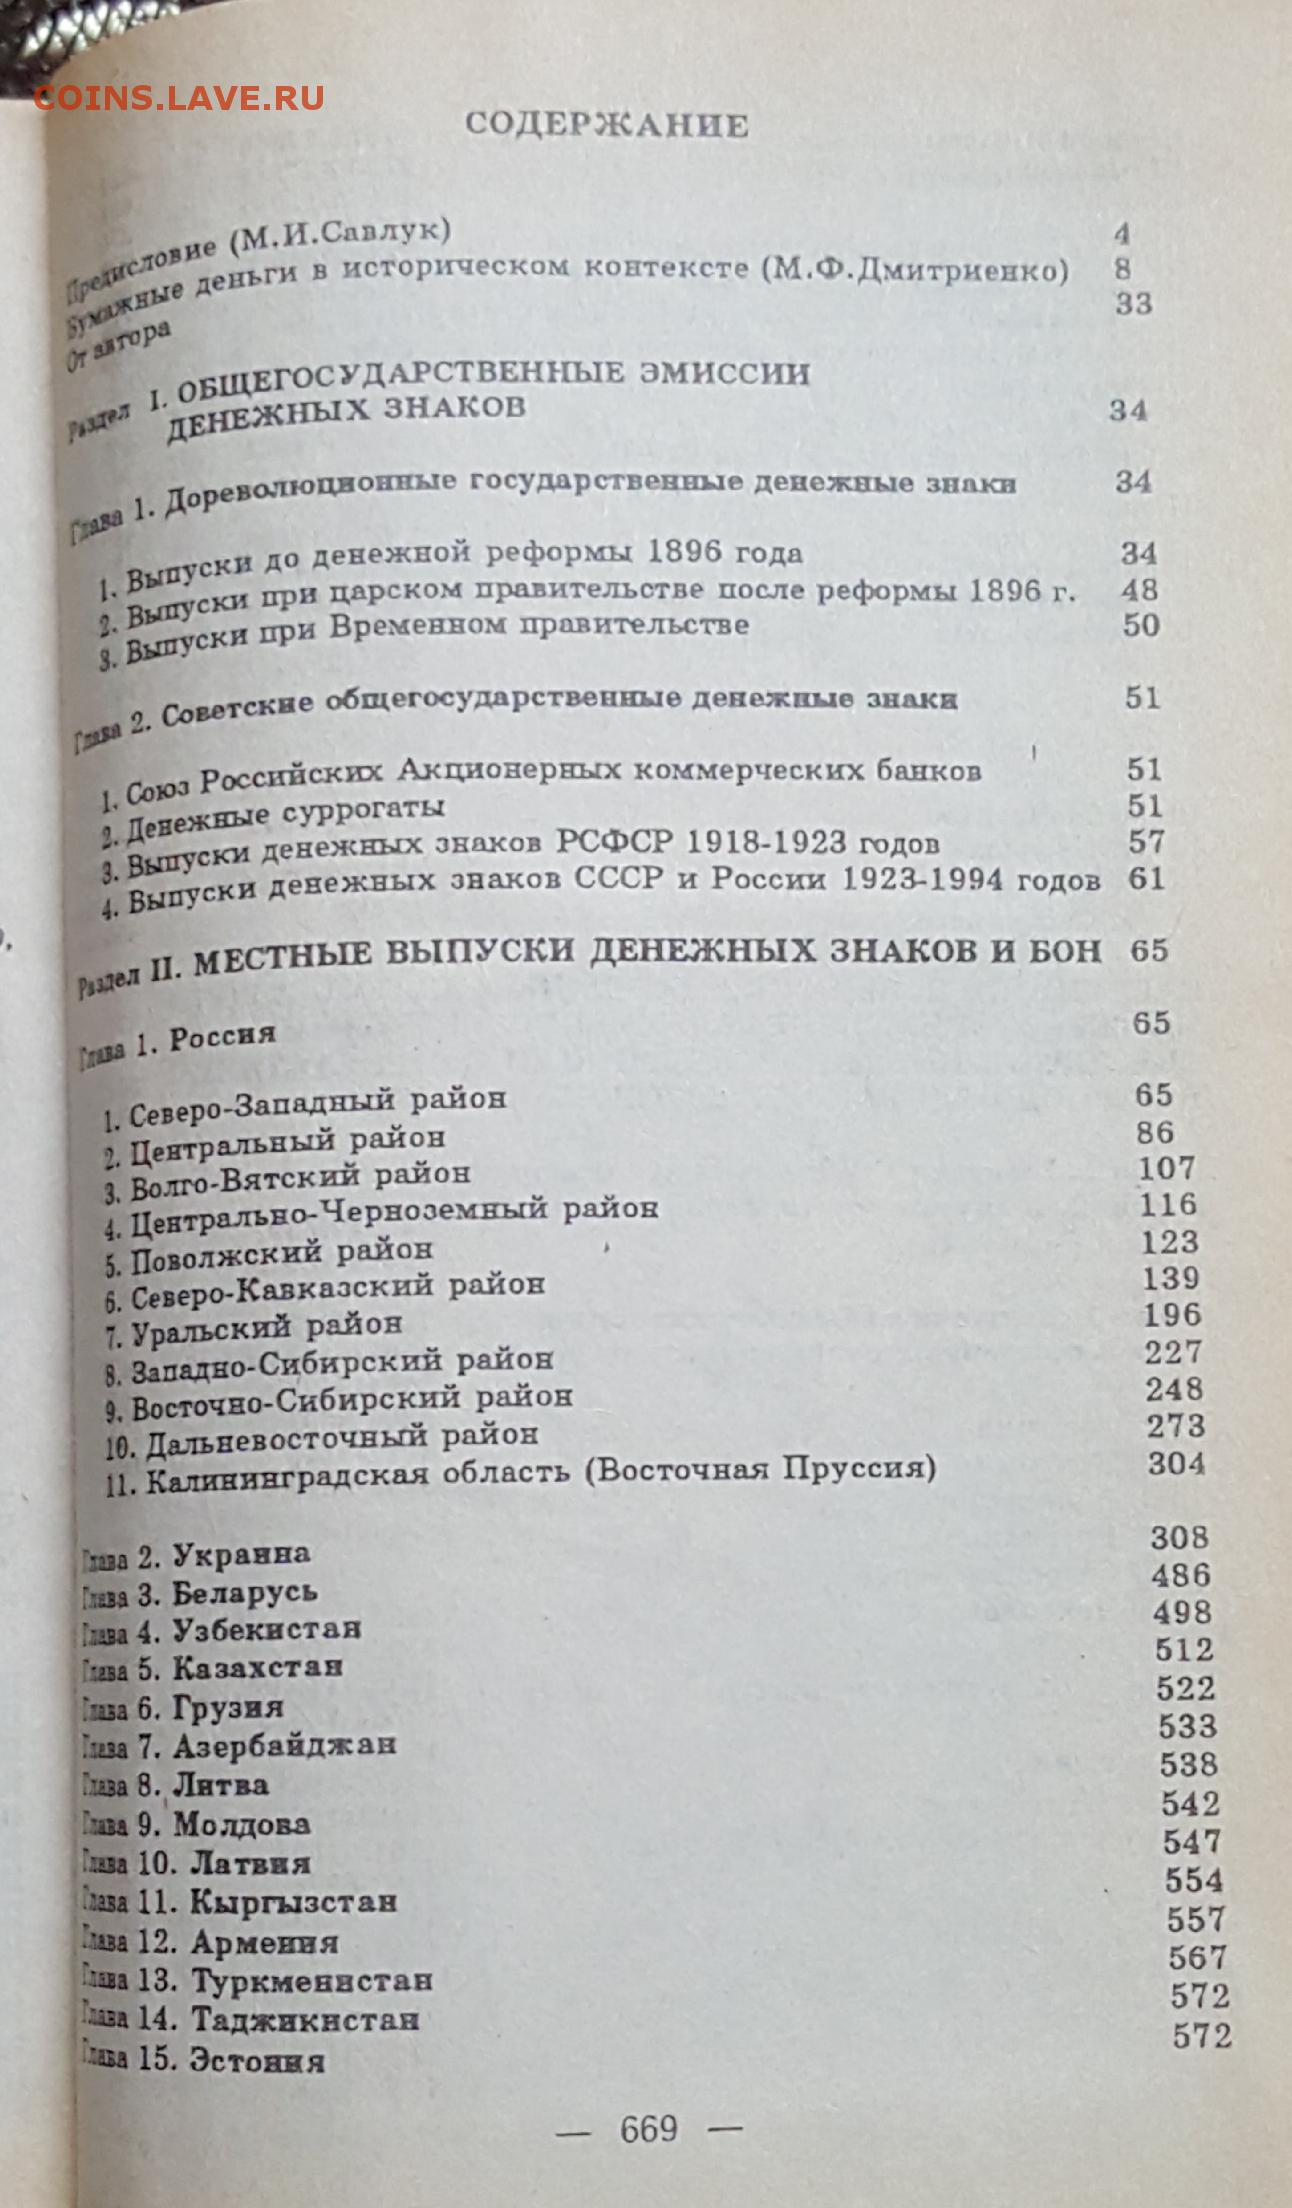 COINS.LAVE.RU
СОДЕРЖАНИЕ
Предисловие (М.И.Савлук) 4
Бумажные деньги в историческом контексте (М.Ф.Дмитриенко) 8
От автора 33
Раздел I. ОБЩЕГОСУДАРСТВЕННЫЕ ЭМИССИИ
ДЕНЕЖНЫХ ЗНАКОВ 34
Глава 1. Дореволюционные государственные денежные знаки 34
1. Выпуски до денежной реформы 1896 года 34
2. Выпуски при царском правительстве после реформы 1896 г. 48
3. Выпуски при Временном правительстве 50
Глава 2. Советские общегосударственные денежные знаки 51
1. Союз Российских Акционерных коммерческих банков 51
2. Денежные суррогаты 51
3. Выпуски денежных знаков РСФСР 1918-1923 годов 57
4. Выпуски денежных знаков СССР и России 1923-1994 годов 61
Раздел II. МЕСТНЫЕ ВЫПУСКИ ДЕНЕЖНЫХ ЗНАКОВ И БОН 65
Глава 1. Россия 65
1. Северо-Западный район 65
2. Центральный район 86
3. Волго-Вятский район 107
4. Центрально-Черноземный район 116
5. Поволжский район 123
6. Северо-Кавказский район 139
7. Уральский район 196
8. Западно-Сибирский район 227
9. Восточно-Сибирский район 248
10. Дальневосточный район 273
11. Калининградская область (Восточная Пруссия) 304
Глава 2. Украина 308
Глава 3. Беларусь 486
Глава 4. Узбекистан 498
Глава 5. Казахстан 512
Глава 6. Грузия 522
Глава 7. Азербайджан 533
Глава 8. Литва 538
Глава 9. Молдова 542
Глава 10. Латвия 547
Глава 11. Кыргызстан 554
Глава 12. Армения 557
Глава 13. Туркменистан 567
Глава 14. Таджикистан 572
Глава 15. Эстония 572
— 669 —